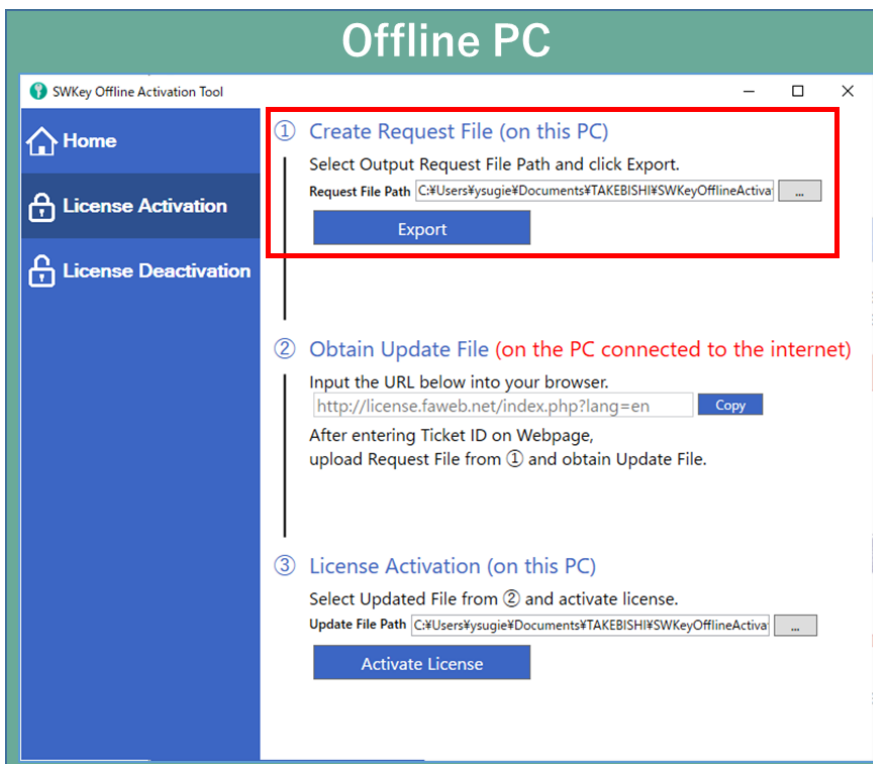 Offline PC
SWKey Offline Activation Tool
Home
License Activation
License Deactivation
① Create Request File (on this PC)
Select Output Request File Path and click Export.
Request File Path C:¥Users¥ysugie¥Documents¥TAKEBISHI¥SWKeyOfflineActiva ...
Export
② Obtain Update File (on the PC connected to the internet)
Input the URL below into your browser.
http://license.faweb.net/index.php?lang=en Copy
After entering Ticket ID on Webpage,
upload Request File from ① and obtain Update File.
③ License Activation (on this PC)
Select Updated File from ② and activate license.
Update File Path C:¥Users¥ysugie¥Documents¥TAKEBISHI¥SWKeyOfflineActiva ...
Activate License